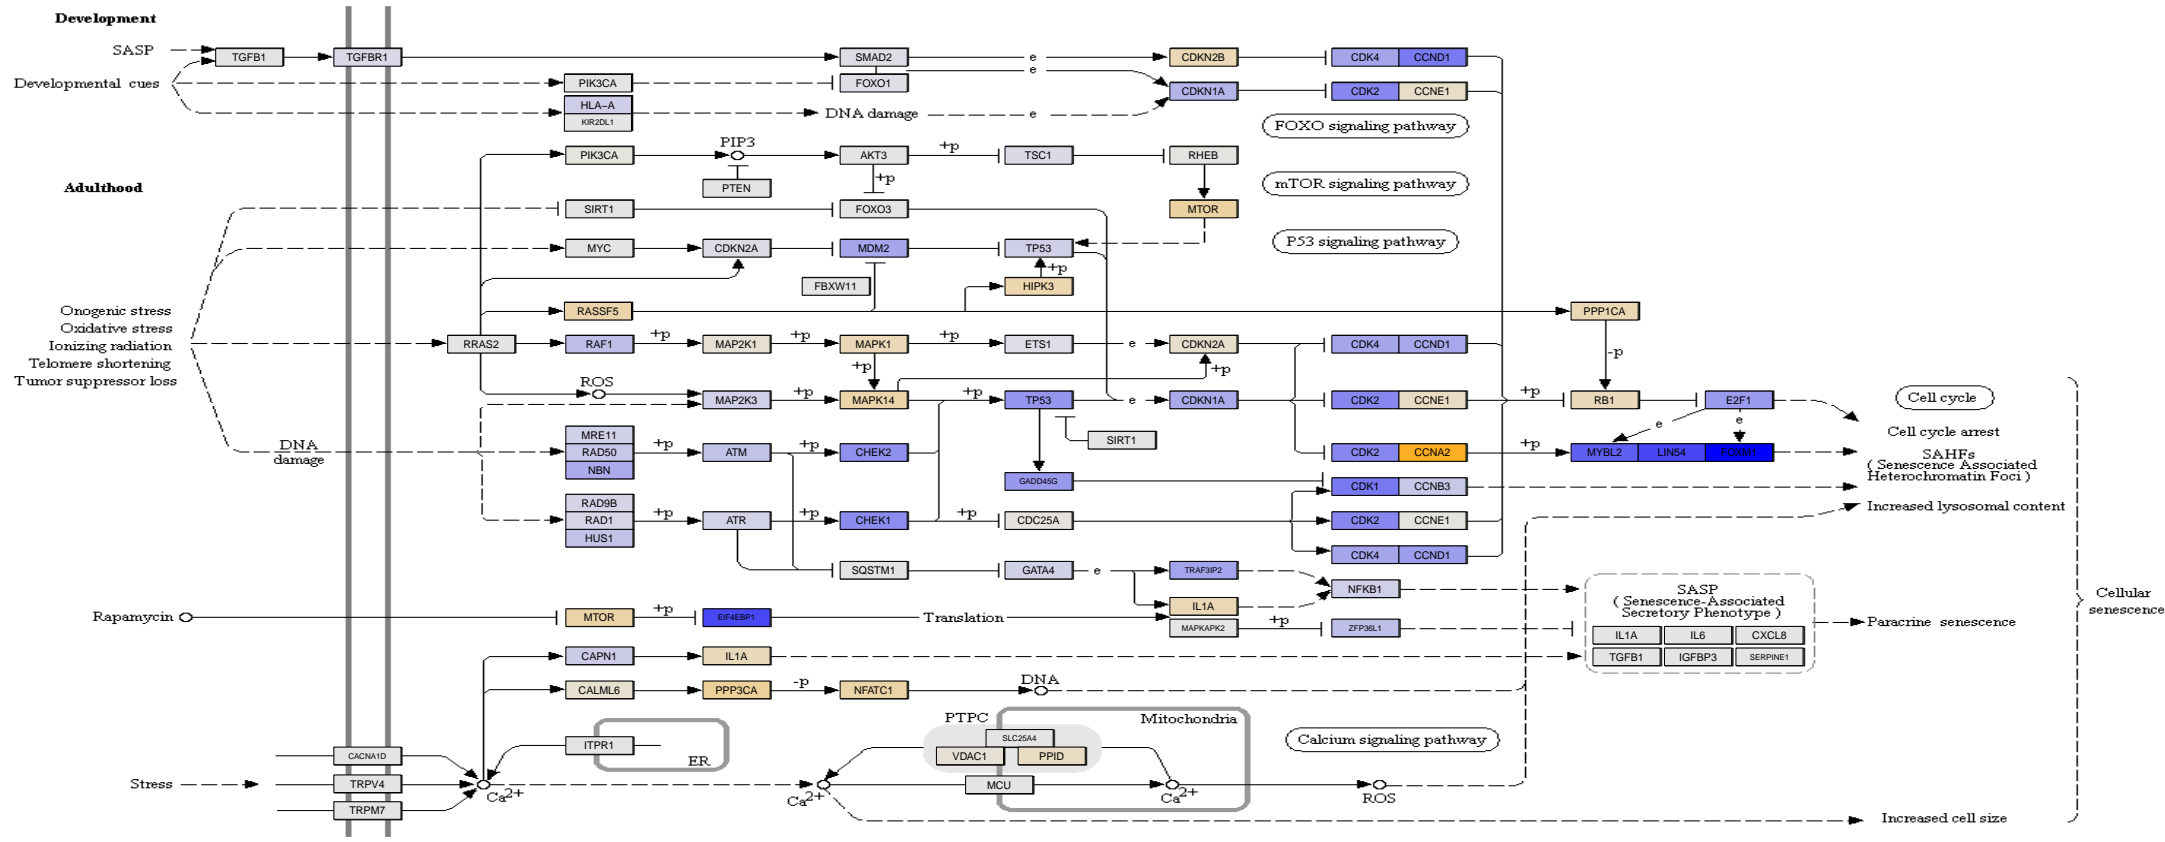 Development
SASP
TGFB1
TGFBR1
SMAD2
e
CDKN2B
CDK4
CCND1
e
Developmental cues
PIK3CA
FOXO1
CDKN1A
CDK2
CCNE1
HLA-A
KIR2DL1
DNA damage
e
FOXO signaling pathway
PIP3
PIK3CA
AKT3
+p
TSC1
RHEB
PTEN
+p
mTOR signaling pathway
Adulthood
SIRT1
FOXO3
MTOR
MYC
CDKN2A
MDM2
TP53
P53 signaling pathway
+p
FBXW11
HIPK3
Onogenic stress
Oxidative stress
Ionizing radiation
Telomere shortening
Tumor suppressor loss
RASSF5
PPP1CA
RRAS2
RAF1
+p
MAP2K1
+p
MAPK1
+p
ETS1
e
CDKN2A
CDK4
CCND1
-p
+p
+p
ROS
MAP2K3
+p
MAPK14
+p
TP53
e
CDKN1A
CDK2
CCNE1
+p
RB1
E2F1
Cell cycle
e
e
Cell cycle arrest
DNA
damage
MRE11
RAD50
NBN
+p
ATM
+p
CHEK2
SIRT1
CDK2
CCNA2
+p
MYBL2
LIN54
FOXM1
SAHFs
( Senescence Associated
Heterochromatin Foci )
GADD45G
CDK1
CCNB3
RAD9B
RAD1
HUS1
+p
ATR
+p
CHEK1
+p
CDC25A
CDK2
CCNE1
Increased lysosomal content
CDK4
CCND1
SQSTM1
GATA4
e
TRAF3IP2
NFKB1
IL1A
SASP
( Senescence-Associated
Secretory Phenotype )
Cellular
senescence
Rapamycin
MTOR
+p
EIF4EBP1
Translation
MAPKAPK2
+p
ZFP36L1
IL1A
IL6
CXCL8
TGFB1
IGFBP3
SERPINE1
Paracrine senescence
CAPN1
IL1A
CALML6
PPP3CA
-p
NFATC1
DNA
PTPC
Mitochondria
SLC25A4
VDAC1
PPID
ITPR1
ER
Calcium signaling pathway
CACNA1D
Stress
TRPV4
Ca2+
Ca2+
MCU
Ca2+
ROS
TRPM7
Increased cell size